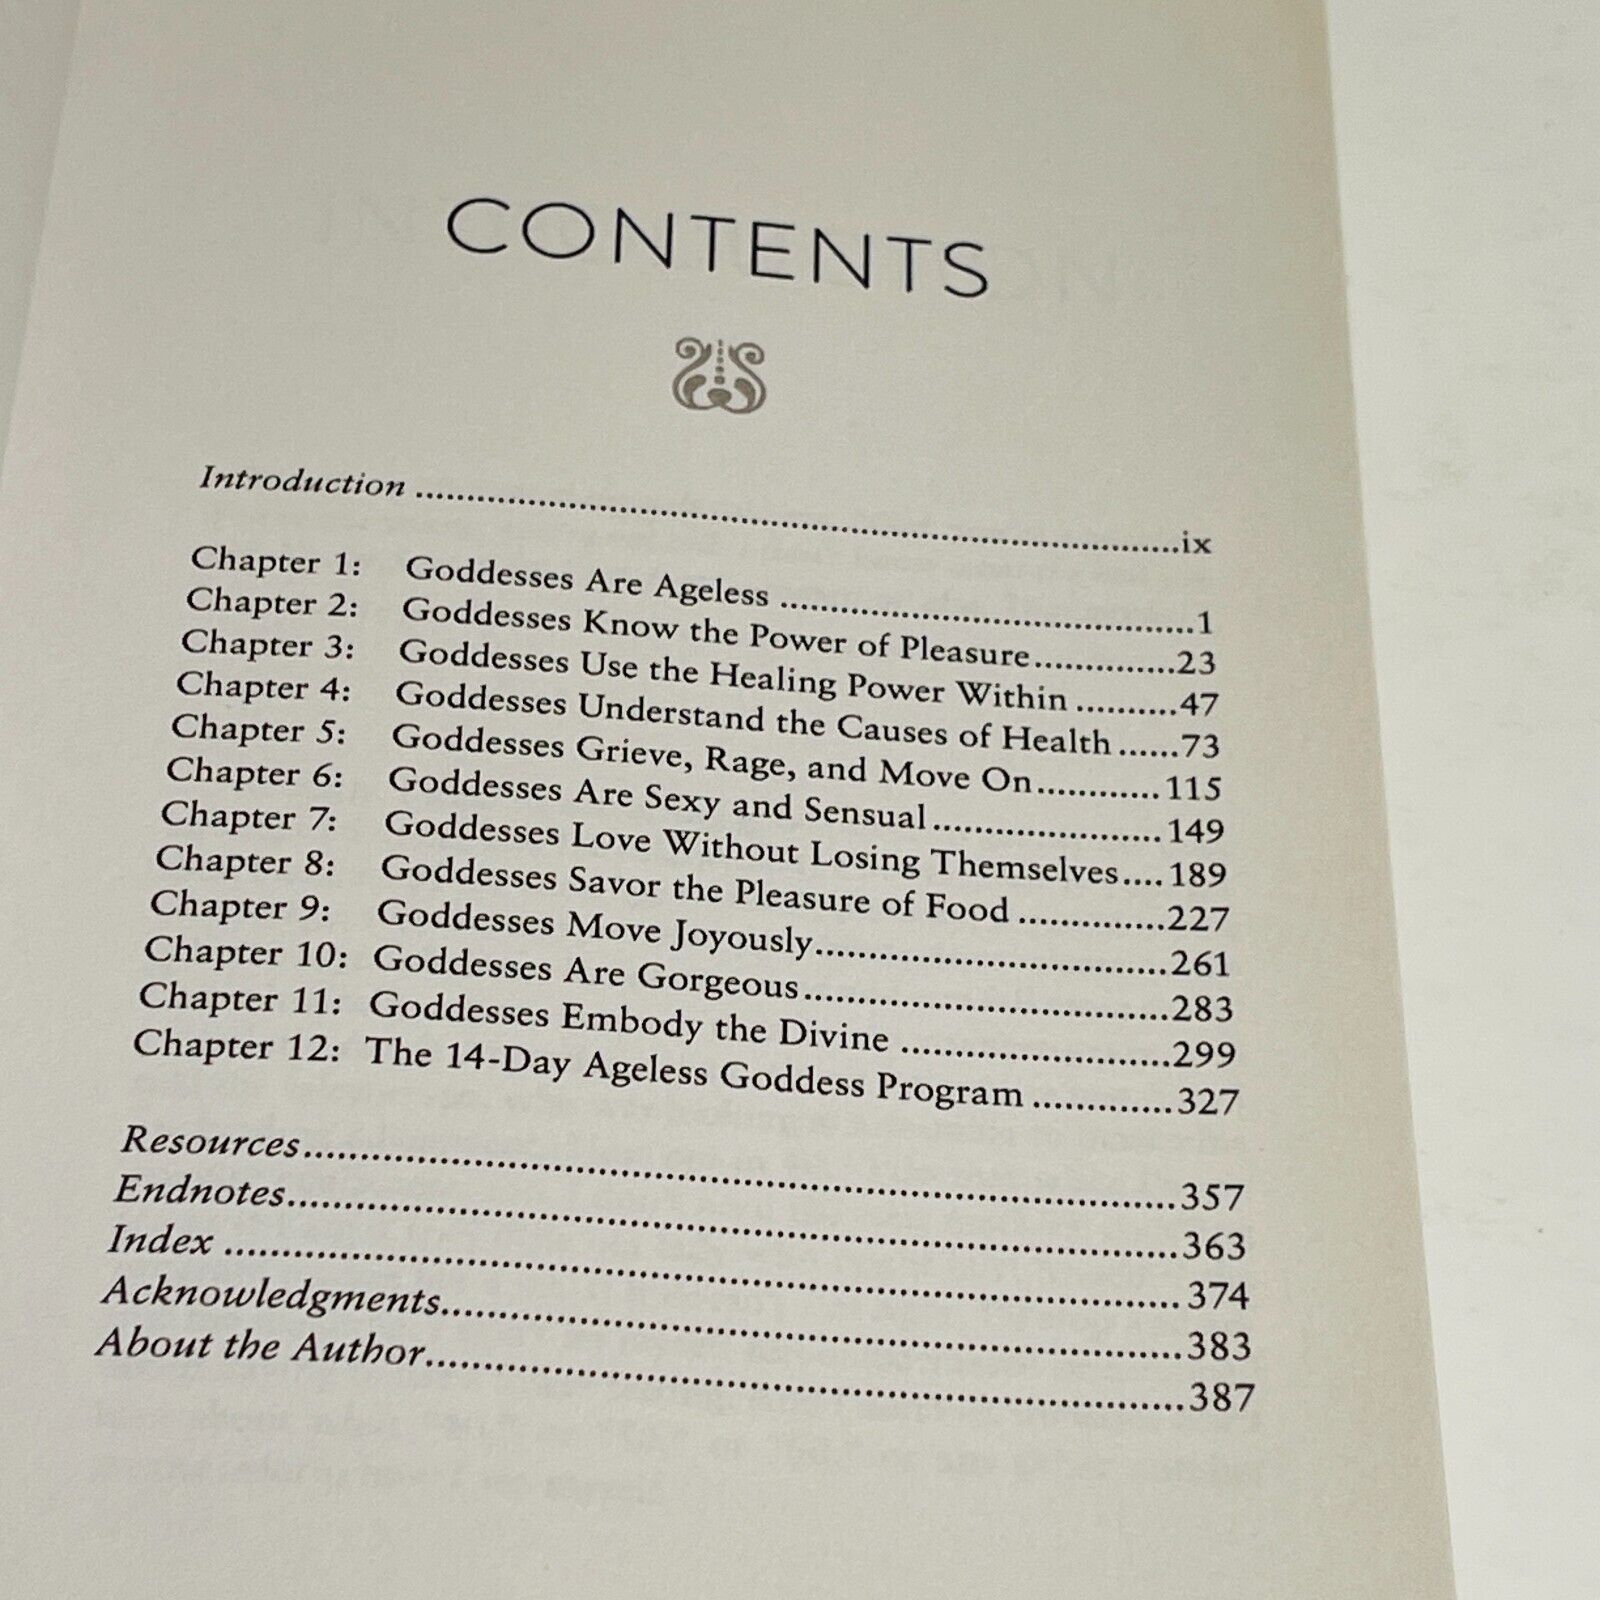 CONTENTS
Introduction ........................................................................ix
Chapter 1: Goddesses Are Ageless ........................................1
Chapter 2: Goddesses Know the Power of Pleasure..............23
Chapter 3: Goddesses Use the Healing Power Within ..........47
Chapter 4: Goddesses Understand the Causes of Health ......73
Chapter 5: Goddesses Grieve, Rage, and Move On............115
Chapter 6: Goddesses Are Sexy and Sensual ......................149
Chapter 7: Goddesses Love Without Losing Themselves....189
Chapter 8: Goddesses Savor the Pleasure of Food ..............227
Chapter 9: Goddesses Move Joyously..................................261
Chapter 10: Goddesses Are Gorgeous...................................283
Chapter 11: Goddesses Embody the Divine ..........................299
Chapter 12: The 14-Day Ageless Goddess Program .............327
Resources..............................................................................357
Endnotes...............................................................................363
Index ....................................................................................374
Acknowledgments.................................................................383
About the Author..................................................................387